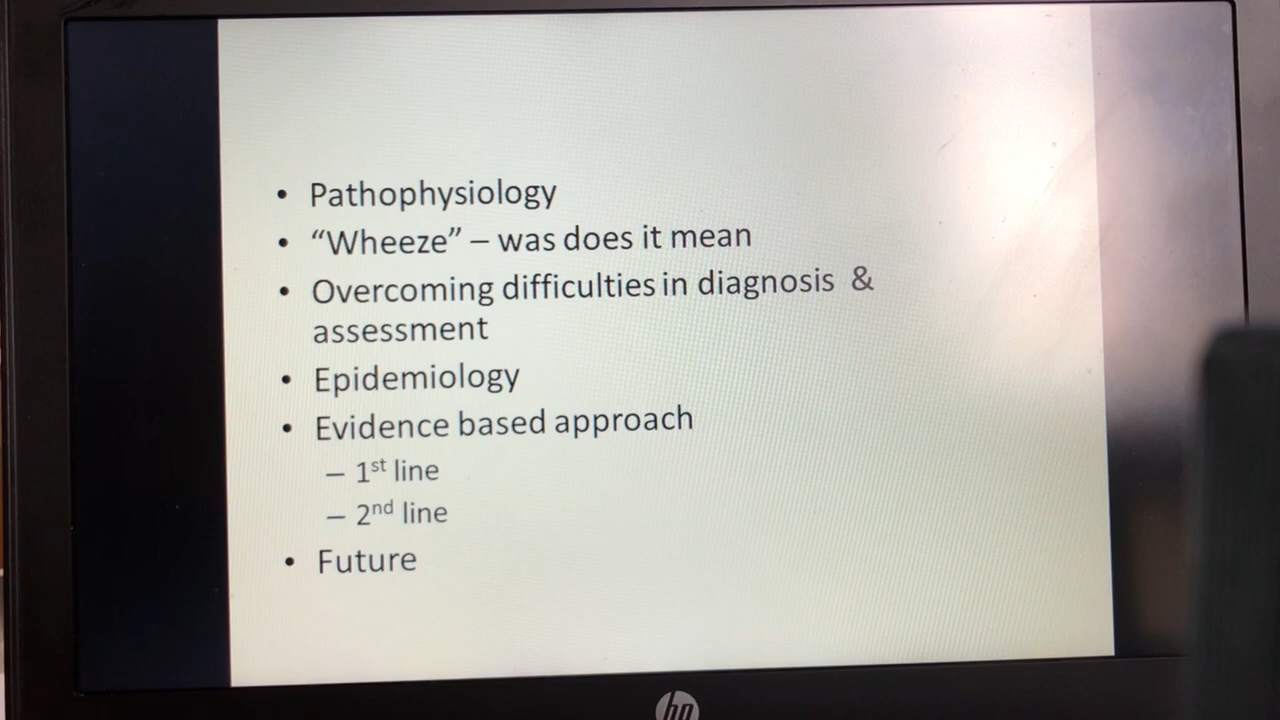 • Pathophysiology
• “Wheeze” – was does it mean
• Overcoming difficulties in diagnosis &
assessment
• Epidemiology
• Evidence based approach
– 1st line
– 2nd line
• Future
hp